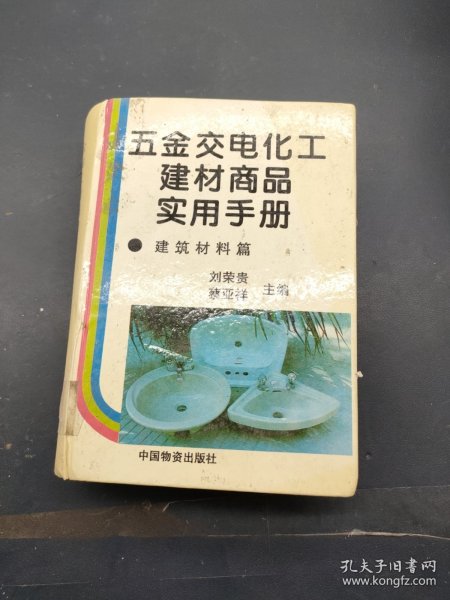 五金交电化工
建材商品
实用手册
建筑材料篇
刘荣贵
蔡亚祥
主编
中国物资出版社
孔夫子旧书网
www.kongfz.com